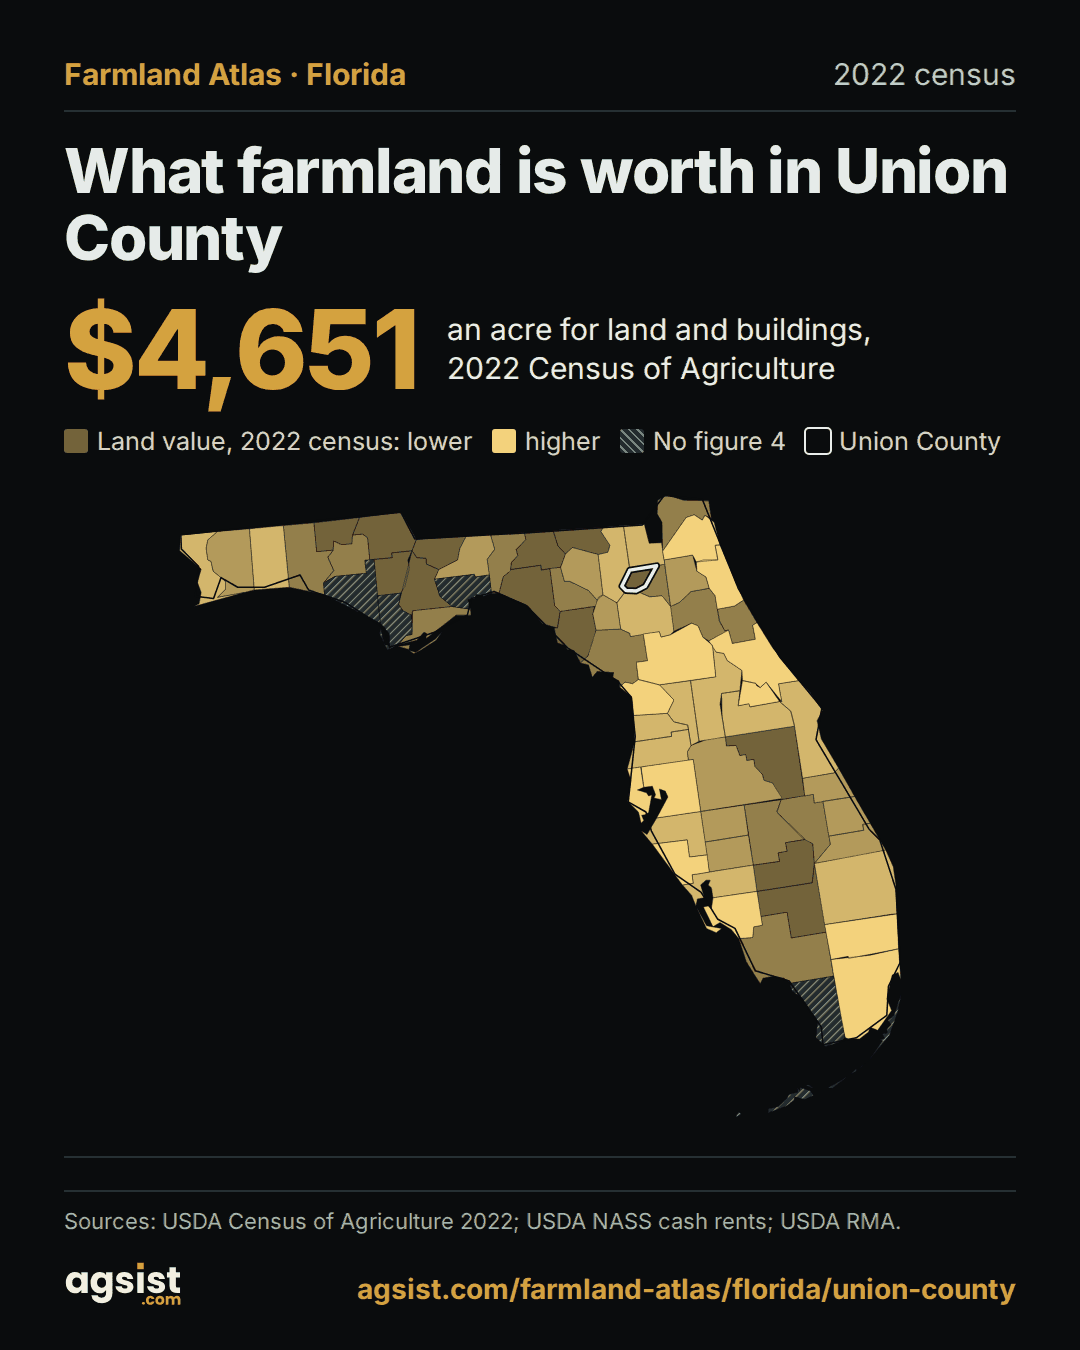 Farmland Atlas · Florida
2022 census
What farmland is worth in Union
County
$4,651
an acre for land and buildings,
2022 Census of Agriculture
Land value, 2022 census: lower
higher
No figure 4
Union County
Sources: USDA Census of Agriculture 2022; USDA NASS cash rents; USDA RMA.
agsist
.com
agsist.com/farmland-atlas/florida/union-county